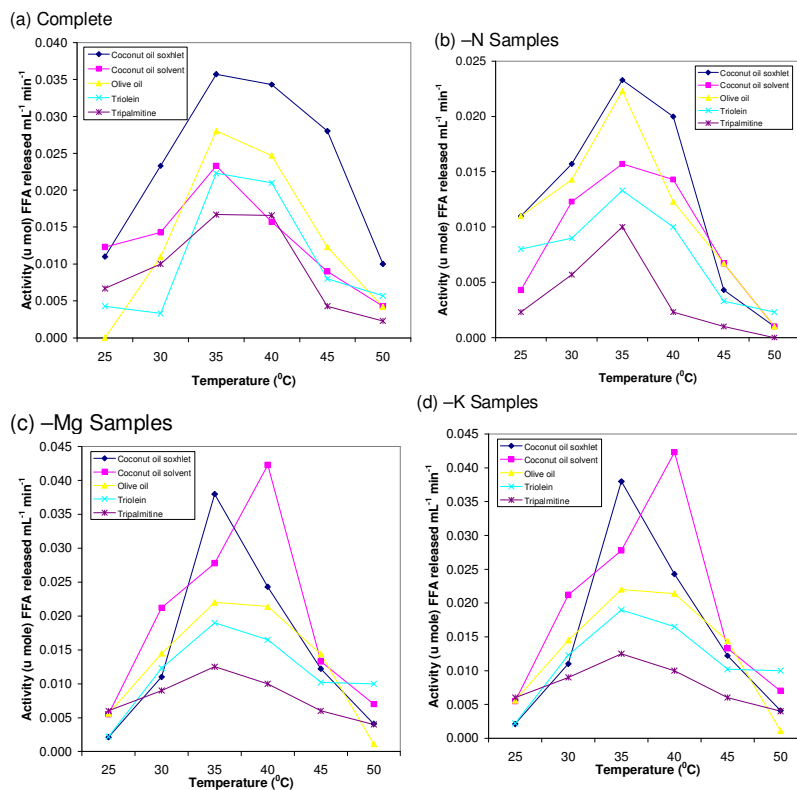 (a) Complete
Activity (u mol) FFA released mL⁻¹ min⁻¹
0.040
0.035
0.030
0.025
0.020
0.015
0.010
0.005
0.000
Coconut oil soxhlet
Coconut oil solvent
Olive oil
Triolein
Tripalmitine
25 30 35 40 45 50
Temperature (⁰C)
(b) –N Samples
Activity (u mole) FFA released mL⁻¹ min⁻¹
0.025
0.020
0.015
0.010
0.005
0.000
Coconut oil soxhlet
Coconut oil solvent
Olive oil
Triolein
Tripalmitine
25 30 35 40 45 50
Temperature (⁰C)
(c) –Mg Samples
Activity (u mole) FFA released mL⁻¹ min⁻¹
0.045
0.040
0.035
0.030
0.025
0.020
0.015
0.010
0.005
0.000
Coconut oil soxhlet
Coconut oil solvent
Olive oil
Triolein
Tripalmitine
25 30 35 40 45 50
Temperature (⁰C)
(d) –K Samples
Activity (u mole) FFA released mL⁻¹ min⁻¹
0.045
0.040
0.035
0.030
0.025
0.020
0.015
0.010
0.005
0.000
Coconut oil soxhlet
Coconut oil solvent
Olive oil
Triolein
Tripalmitine
25 30 35 40 45 50
Temperature (⁰C)